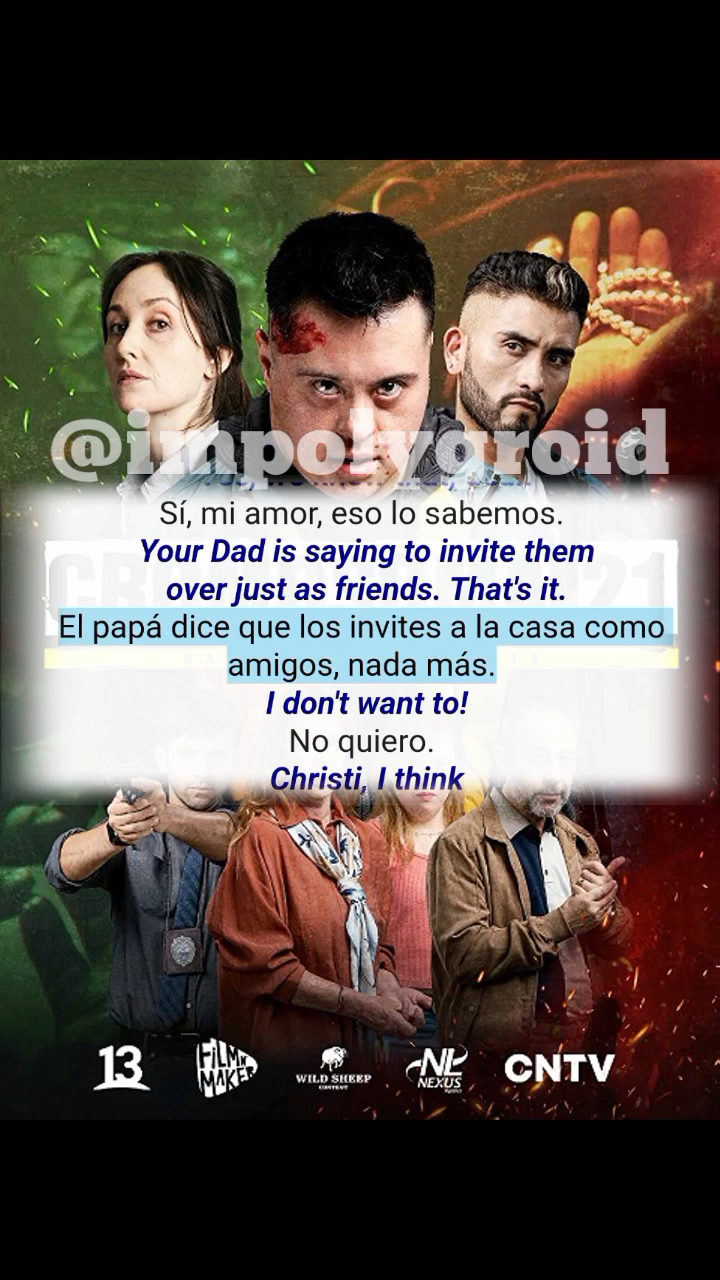 @impolygroid
Sí, mi amor, eso lo sabemos.
Your Dad is saying to invite them
over just as friends. That's it.
El papá dice que los invites a la casa como
amigos, nada más.
I don't want to!
No quiero.
Christi, I think
13
FILM
MAKER
WILD SHEEP
CONTENT
NEXUS
CNTV